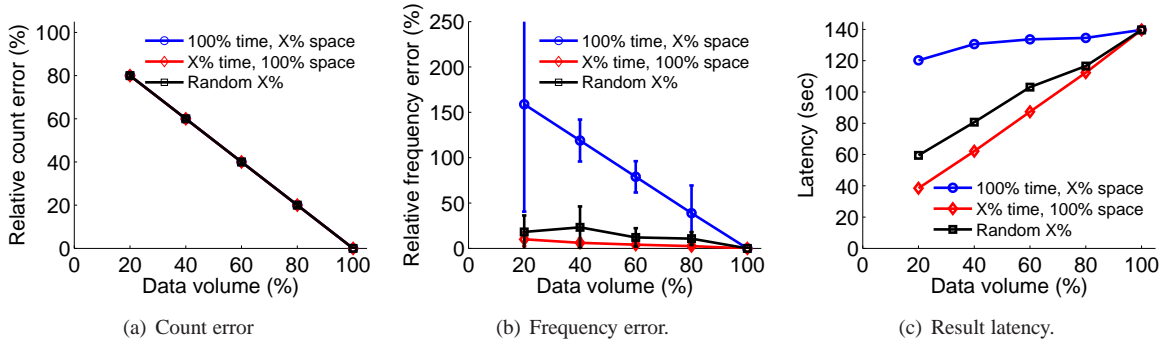 Relative count error (%)
100
80
60
40
20
0
100% time, X% space
X% time, 100% space
Random X%
20 40 60 80 100
Data volume (%)
(a) Count error
Relative frequency error (%)
250
200
150
100
50
0
100% time, X% space
X% time, 100% space
Random X%
20 40 60 80 100
Data volume (%)
(b) Frequency error.
Latency (sec)
140
120
100
80
60
40
20
0
100% time, X% space
X% time, 100% space
Random X%
20 40 60 80 100
Data volume (%)
(c) Result latency.